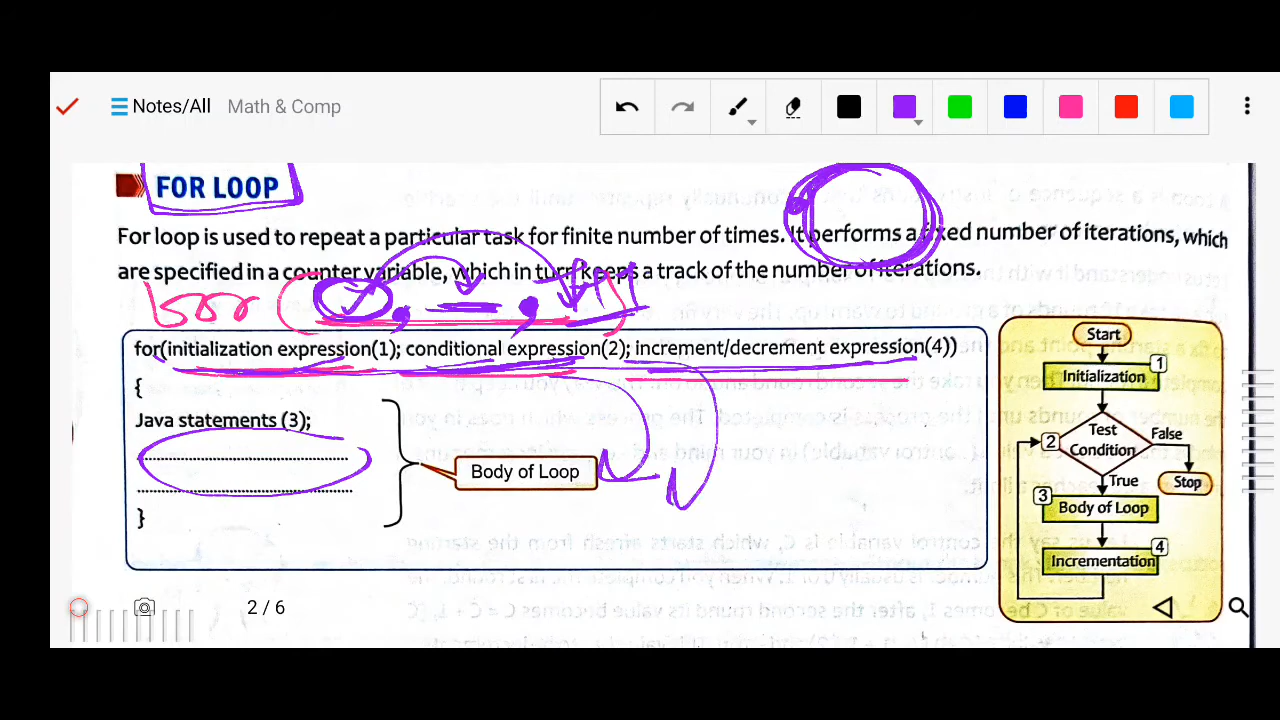 Notes/All Math & Comp
FOR LOOP
For loop is used to repeat a particular task for finite number of times. It performs a fixed number of iterations, which
are specified in a counter variable, which in turn keeps a track of the number of iterations.
for(initialization expression(1); conditional expression(2); increment/decrement expression(4))
{
Java statements (3);
Body of Loop
}
Start
1
Initialization
2
Test
Condition
False
True
Stop
3
Body of Loop
4
Incrementation
2 / 6